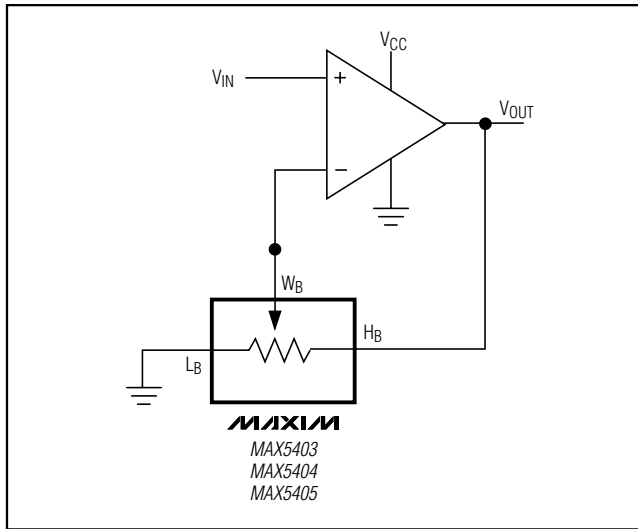 V_CC
V_IN
+
V_OUT
−
W_B
H_B
L_B
MAXIM
MAX5403
MAX5404
MAX5405